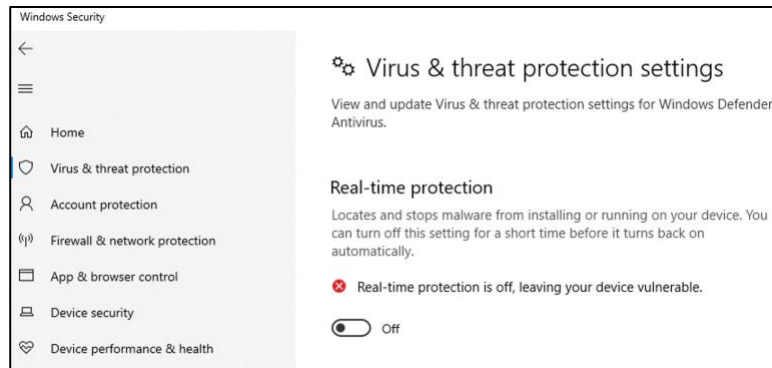 Windows Security
Home
Virus & threat protection
Account protection
Firewall & network protection
App & browser control
Device security
Device performance & health
Virus & threat protection settings
View and update Virus & threat protection settings for Windows Defender
Antivirus.
Real-time protection
Locates and stops malware from installing or running on your device. You
can turn off this setting for a short time before it turns back on
automatically.
Real-time protection is off, leaving your device vulnerable.
Off